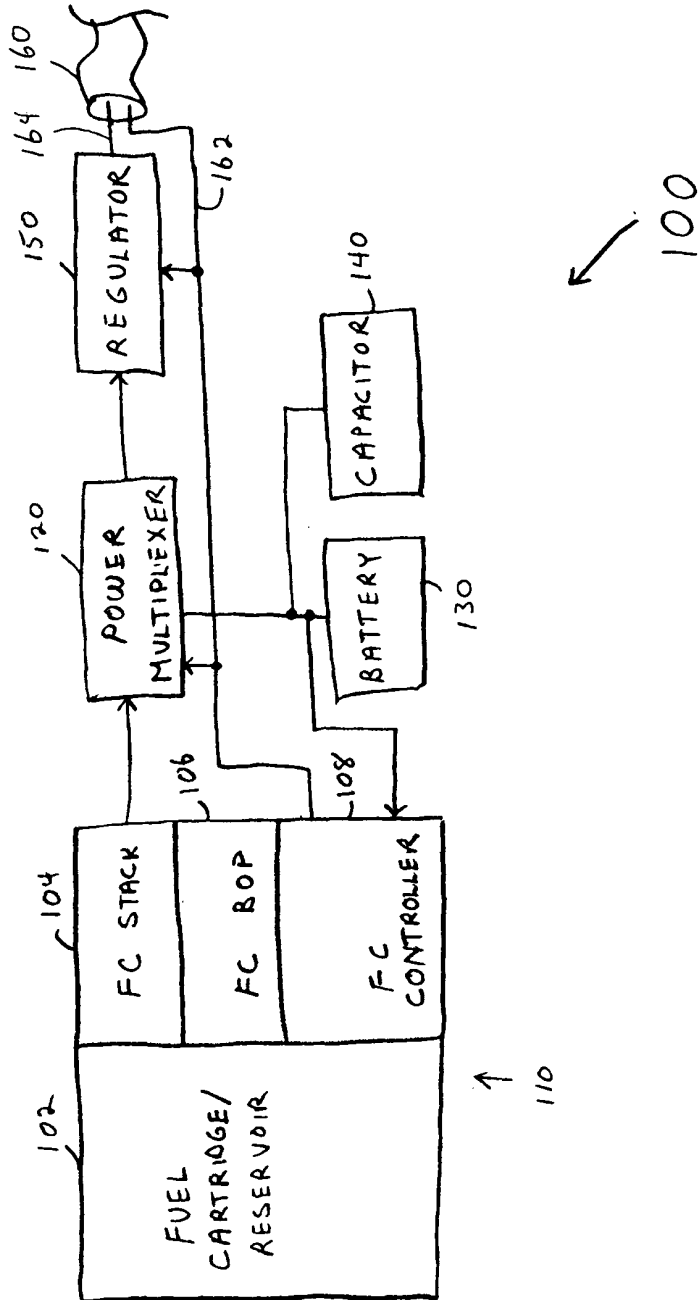 102
104
106
108
120
150
164
160
162
FUEL
CARTRIDGE/
RESERVOIR
FC STACK
FC BOP
FC
CONTROLLER
110
POWER
MULTIPLEXER
REGULATOR
BATTERY
130
CAPACITOR
140
100